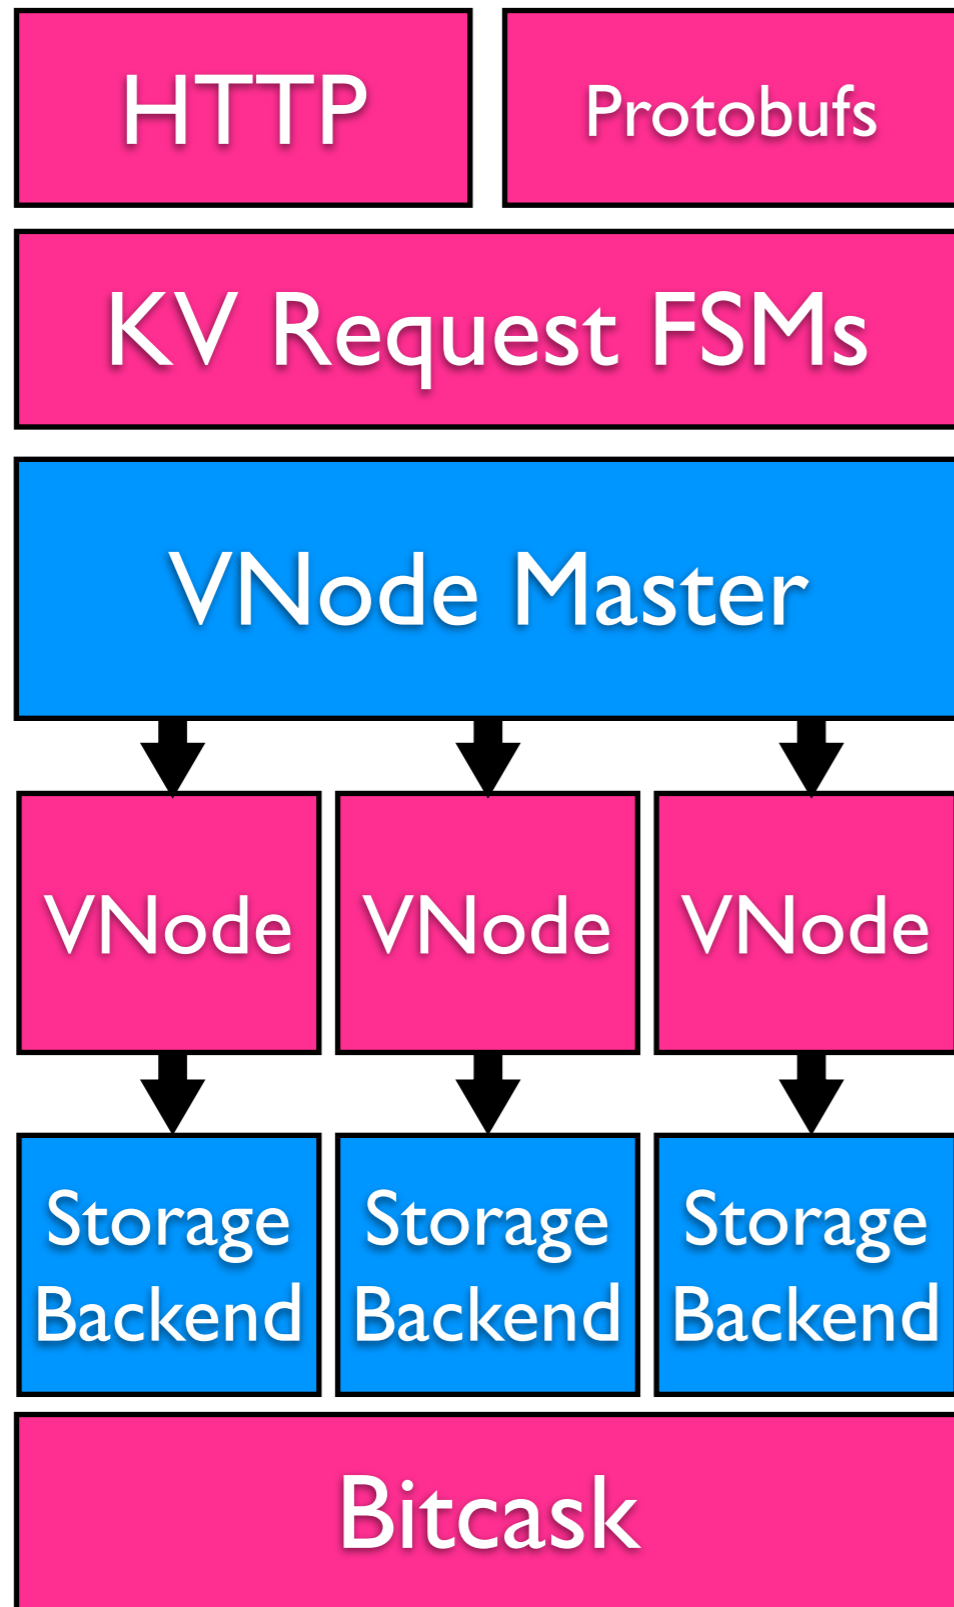 HTTP
Protobufs
KV Request FSMs
VNode Master
VNode
VNode
VNode
Storage
Backend
Storage
Backend
Storage
Backend
Bitcask